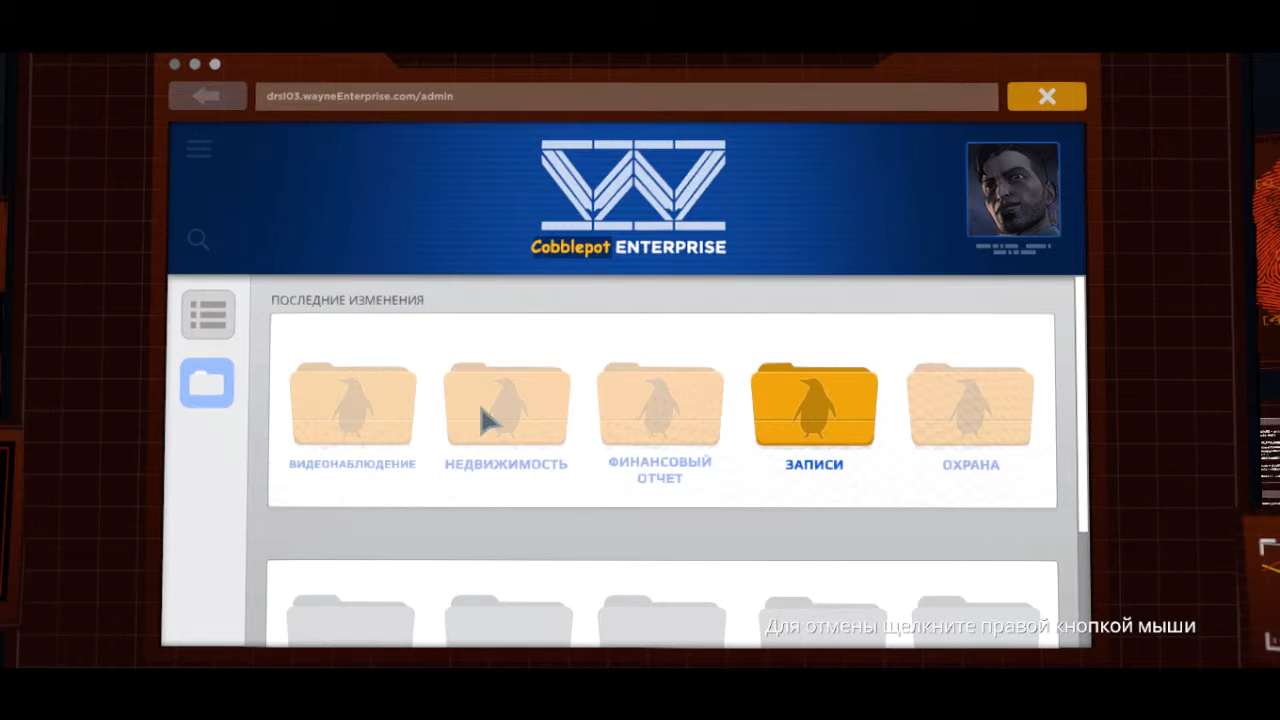 drsl03.wayneEnterprise.com/admin
Cobblepot ENTERPRISE
ПОСЛЕДНИЕ ИЗМЕНЕНИЯ
ВИДЕОНАБЛЮДЕНИЕ
НЕДВИЖИМОСТЬ
ФИНАНСОВЫЙ
ОТЧЕТ
ЗАПИСИ
ОХРАНА
Для отмены щелкните правой кнопкой мыши